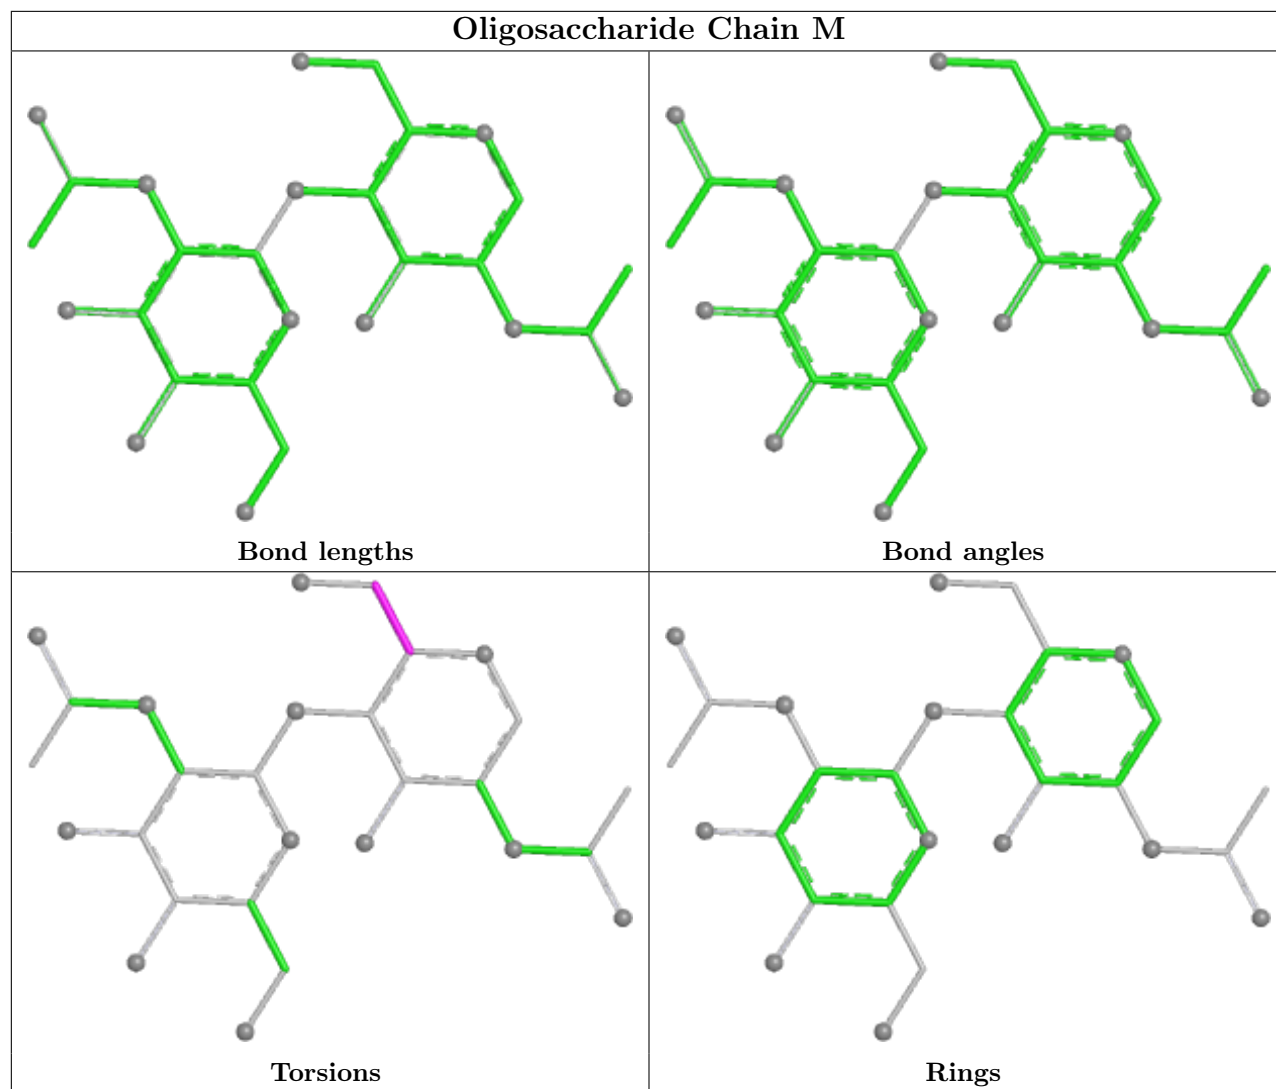 Oligosaccharide Chain M
Bond lengths
Bond angles
Torsions
Rings